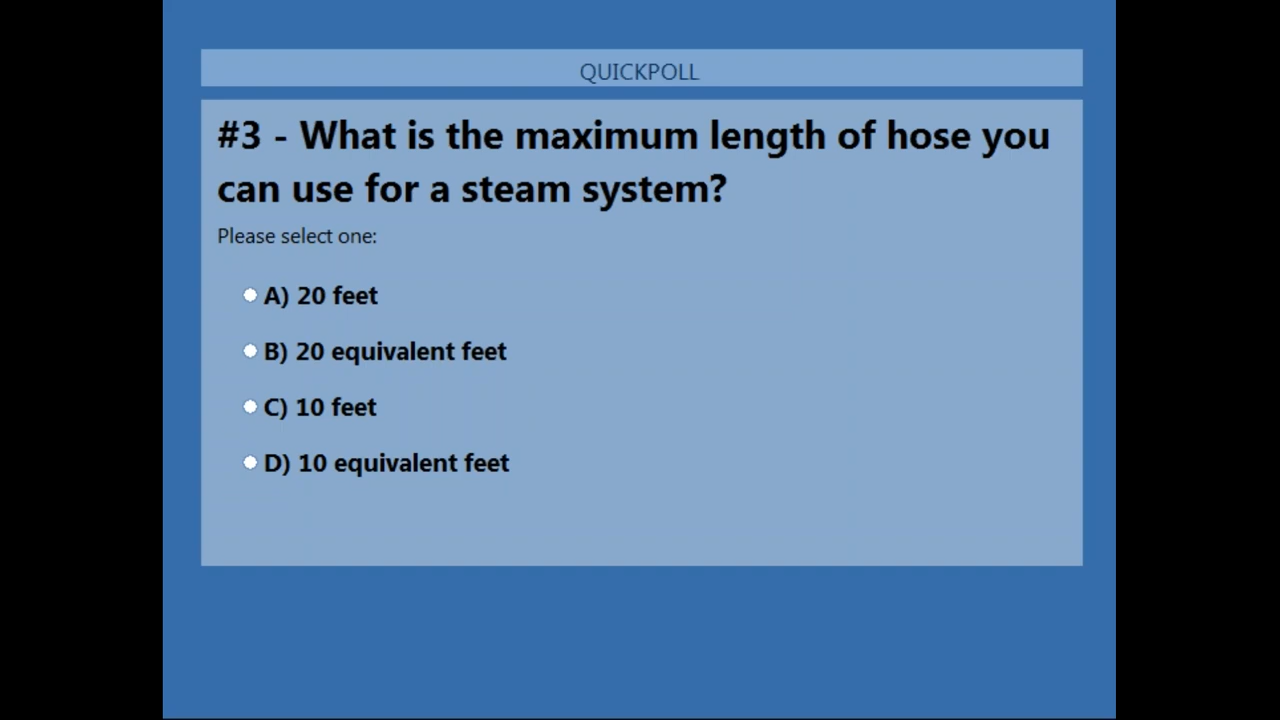 QUICKPOLL
#3 - What is the maximum length of hose you
can use for a steam system?
Please select one:
A) 20 feet
B) 20 equivalent feet
C) 10 feet
D) 10 equivalent feet